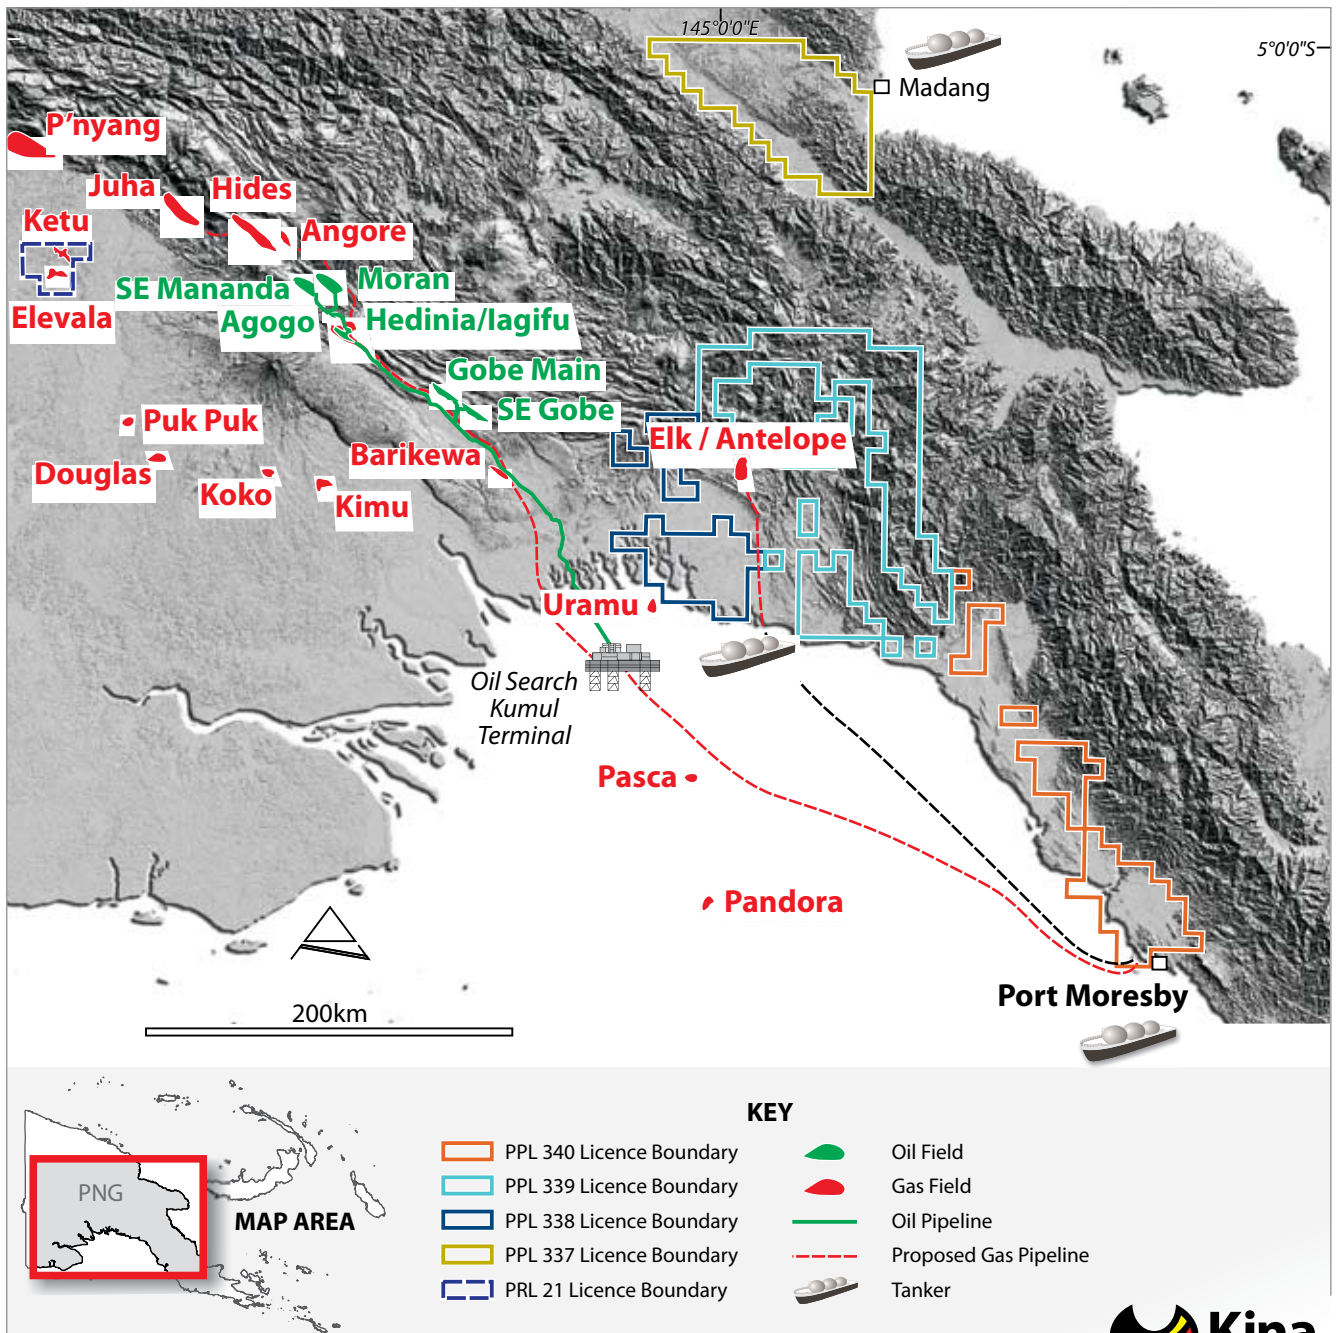 145°0'0"E
5°0'0"S
Madang
P'nyang
Juha
Hides
Ketu
Angore
SE Mananda
Moran
Elevala
Agogo
Hedinia/Iagifu
Gobe Main
SE Gobe
Puk Puk
Elk / Antelope
Barikewa
Douglas
Koko
Kimu
Uramu
Oil Search
Kumul
Terminal
Pasca
Pandora
Port Moresby
200km
KEY
PPL 340 Licence Boundary
Oil Field
PPL 339 Licence Boundary
Gas Field
PNG
MAP AREA
PPL 338 Licence Boundary
Oil Pipeline
PPL 337 Licence Boundary
Proposed Gas Pipeline
PRL 21 Licence Boundary
Tanker
Kina